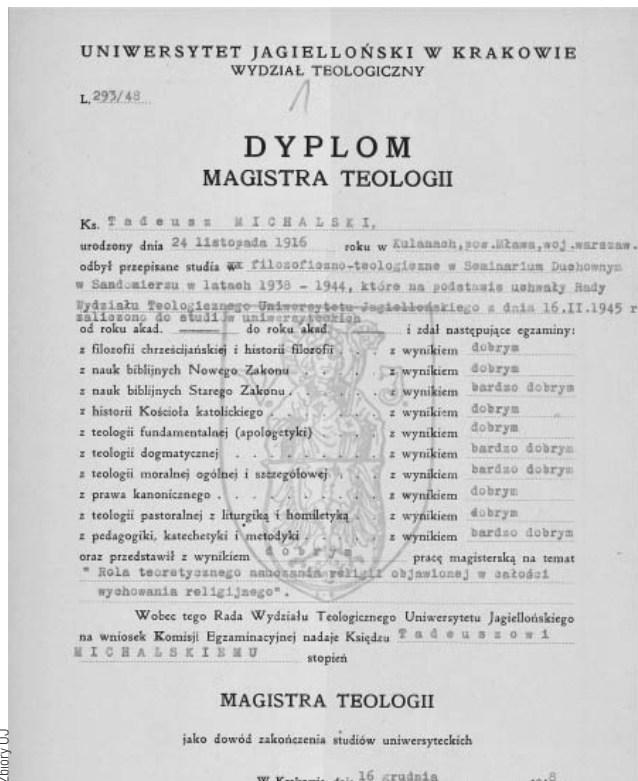 UNIWERSYTET JAGIELLOŃSKI W KRAKOWIE
WYDZIAŁ TEOLOGICZNY
L. 293/48
1
DYPLOM
MAGISTRA TEOLOGII
Ks. Tadeusz MICHALSKI,
urodzony dnia 24 listopada 1916 roku w Kulanach, pow. Mława, woj. warszaw.
odbył przepisane studia filozoficzno-teologiczne w Seminarium Duchownym
w Sandomierzu w latach 1938 - 1944, które na podstawie uchwały Rady
Wydziału Teologicznego Uniwersytetu Jagiellońskiego z dnia 16.II.1945 r
zaliczono do studiów uniwersyteckich
od roku akad. do roku akad. i zdał następujące egzaminy:
z filozofii chrześcijańskiej i historii filozofii . . . z wynikiem dobrym
z nauk biblijnych Nowego Zakonu . . . . . z wynikiem dobrym
z nauk biblijnych Starego Zakonu . . . . . z wynikiem bardzo dobrym
z historii Kościoła katolickiego . . . . . . z wynikiem dobrym
z teologii fundamentalnej (apologetyki) . . . z wynikiem dobrym
z teologii dogmatycznej . . . . . . . . z wynikiem bardzo dobrym
z teologii moralnej ogólnej i szczegółowej . . . z wynikiem bardzo dobrym
z prawa kanonicznego . . . . . . . . . z wynikiem dobrym
z teologii pastoralnej z liturgiką i homiletyką . . z wynikiem dobrym
z pedagogiki, katechetyki i metodyki . . . . z wynikiem bardzo dobrym
oraz przedstawił z wynikiem dobrym pracę magisterską na temat
" Rola teoretycznego nauczania religii objawionej w całości
wychowania religijnego".
Wobec tego Rada Wydziału Teologicznego Uniwersytetu Jagiellońskiego
na wniosek Komisji Egzaminacyjnej nadaje Księdzu Tadeuszowi
MICHALSKIEMU stopień
MAGISTRA TEOLOGII
jako dowód zakończenia studiów uniwersyteckich
W Krakowie, dnia 16 grudnia 1948
Zbiory UJ